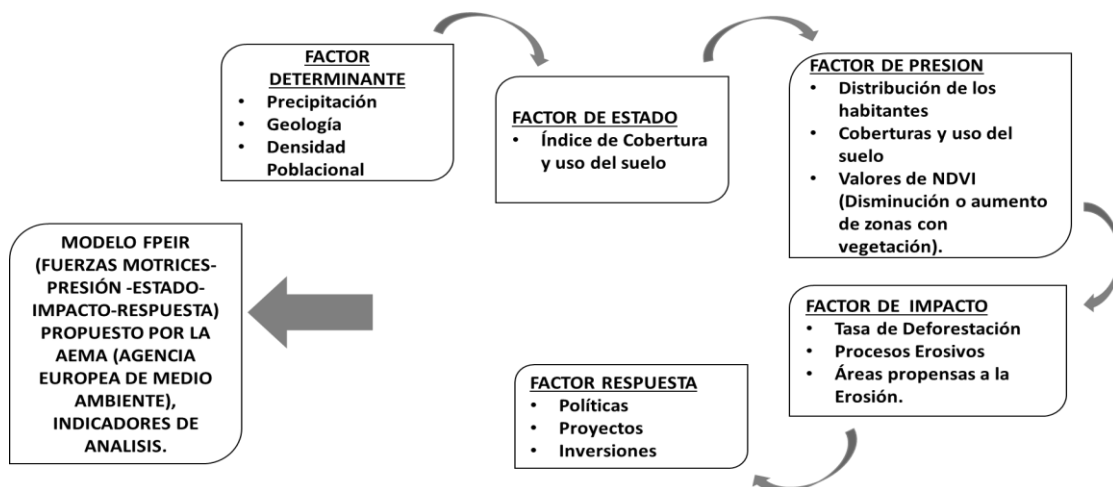 FACTOR
DETERMINANTE
• Precipitación
• Geología
• Densidad
Poblacional
FACTOR DE ESTADO
• Índice de Cobertura
y uso del suelo
FACTOR DE PRESION
• Distribución de los
habitantes
• Coberturas y uso del
suelo
• Valores de NDVI
(Disminución o aumento
de zonas con
vegetación).
FACTOR DE IMPACTO
• Tasa de Deforestación
• Procesos Erosivos
• Áreas propensas a la
Erosión.
FACTOR RESPUESTA
• Políticas
• Proyectos
• Inversiones
MODELO FPEIR
(FUERZAS MOTRICES-
PRESIÓN -ESTADO-
IMPACTO-RESPUESTA)
PROPUESTO POR LA
AEMA (AGENCIA
EUROPEA DE MEDIO
AMBIENTE),
INDICADORES DE
ANALISIS.